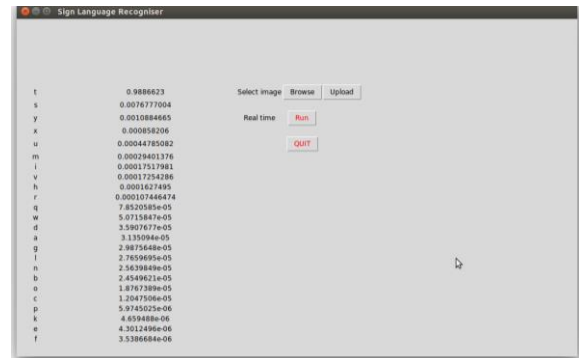 Sign Language Recogniser
t 0.9886623 Select image Browse Upload
s 0.0076777004
y 0.0010884665 Real time Run
x 0.000858206
u 0.00044785082 QUIT
m 0.00029401376
i 0.00017517981
v 0.00017254286
h 0.0001627495
r 0.000107446474
q 7.8520585e-05
w 5.0715847e-05
d 3.5907677e-05
a 3.135094e-05
g 2.9875648e-05
l 2.7659695e-05
n 2.5639849e-05
b 2.4549621e-05
o 1.8767389e-05
c 1.2047506e-05
p 5.9745025e-06
k 4.659488e-06
e 4.3012496e-06
f 3.5386684e-06